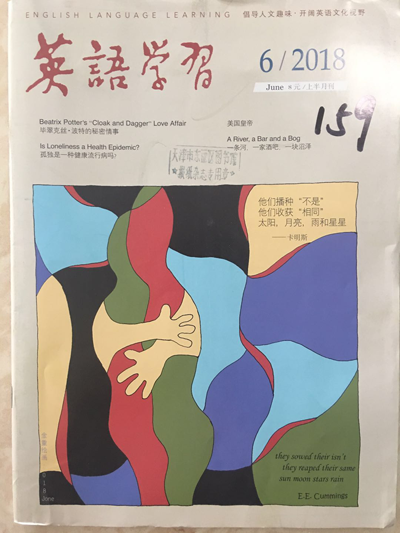 ENGLISH LANGUAGE LEARNING 倡导人文趣味·开阔英语文化视野
英語学習
6/2018
June
上半月刊
159
Beatrix Potter's "Cloak and Dagger" Love Affair
毕翠克丝·波特的秘密情事
Is Loneliness a Health Epidemic?
孤独是一种健康流行病吗?
美国皇帝
A River, a Bar and a Bog
一条河,一家酒吧,一块沼泽
他们播种“不是”
他们收获“相同”
太阳,月亮,雨和星星
——卡明斯
they sowed their isn't
they reaped their same
sun moon stars rain
E.E. Cummings